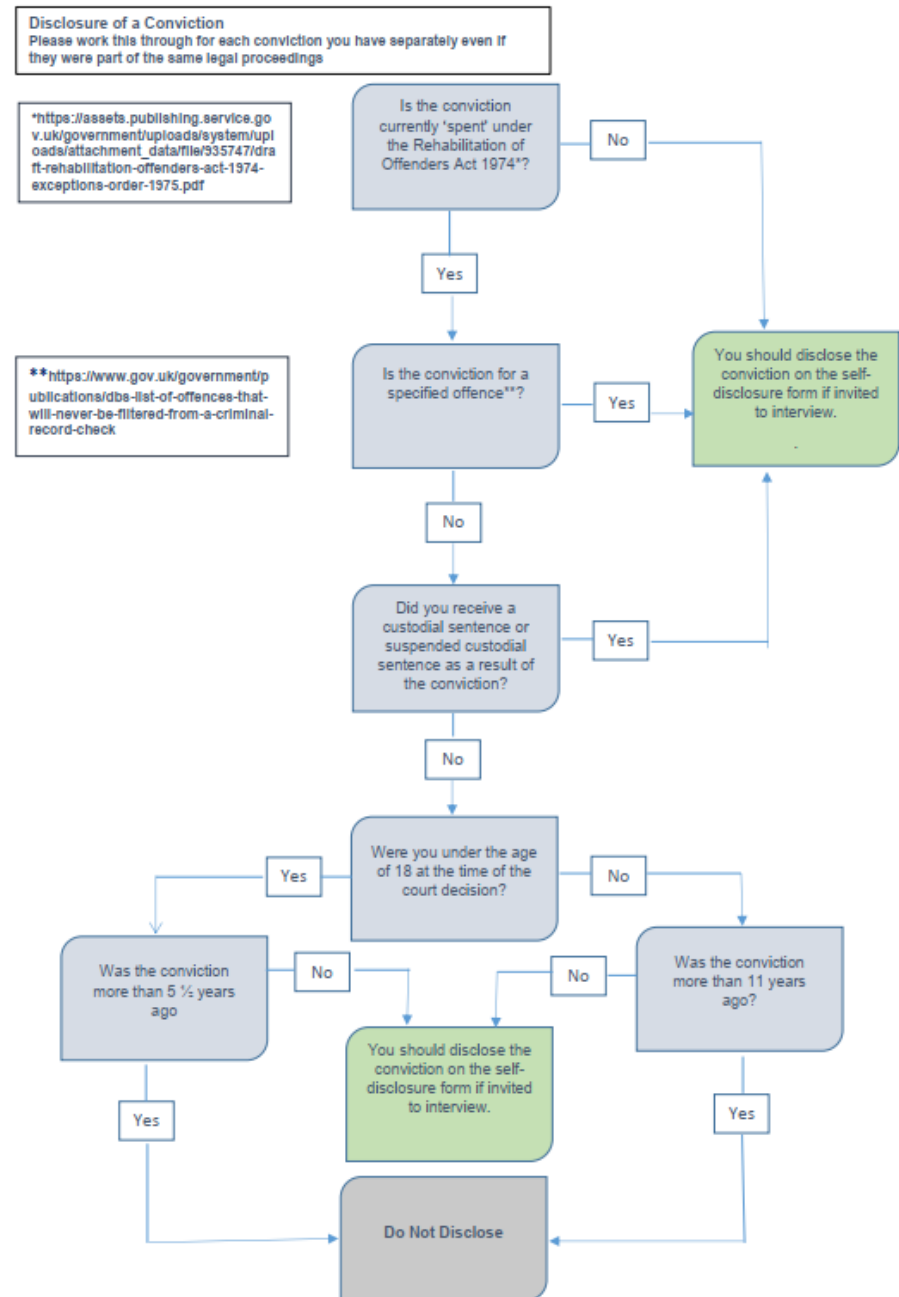 Disclosure of a Conviction
Please work this through for each conviction you have separately even if
they were part of the same legal proceedings
*https://assets.publishing.service.go
v.uk/government/uploads/system/upl
oads/attachment_data/file/935747/dra
ft-rehabilitation-offenders-act-1974-
exceptions-order-1975.pdf
Is the conviction
currently ‘spent’ under
the Rehabilitation of
Offenders Act 1974*?
No
Yes
**https://www.gov.uk/government/p
ublications/dbs-list-of-offences-that-
will-never-be-filtered-from-a-criminal-
record-check
Is the conviction for a
specified offence**?
Yes
You should disclose the
conviction on the self-
disclosure form if invited
to interview.
.
No
Did you receive a
custodial sentence or
suspended custodial
sentence as a result of
the conviction?
Yes
No
Were you under the age
of 18 at the time of the
court decision?
Yes
No
Was the conviction
more than 5 ½ years
ago
No
No
Was the conviction
more than 11 years
ago?
You should disclose the
conviction on the self-
disclosure form if invited
to interview.
Yes
Yes
Do Not Disclose